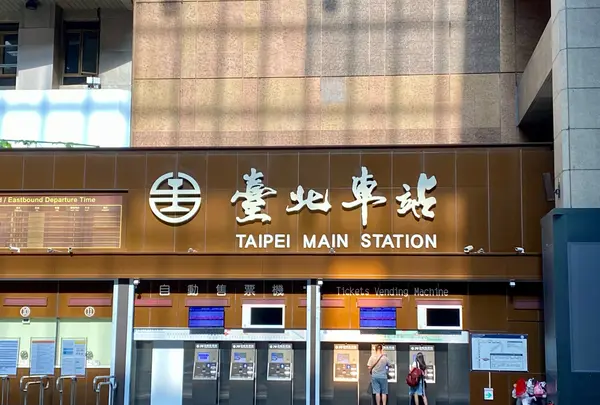 / Eastbound Departure Time
臺北車站
TAIPEI MAIN STATION
自動售票機
Tickets Vending Machine